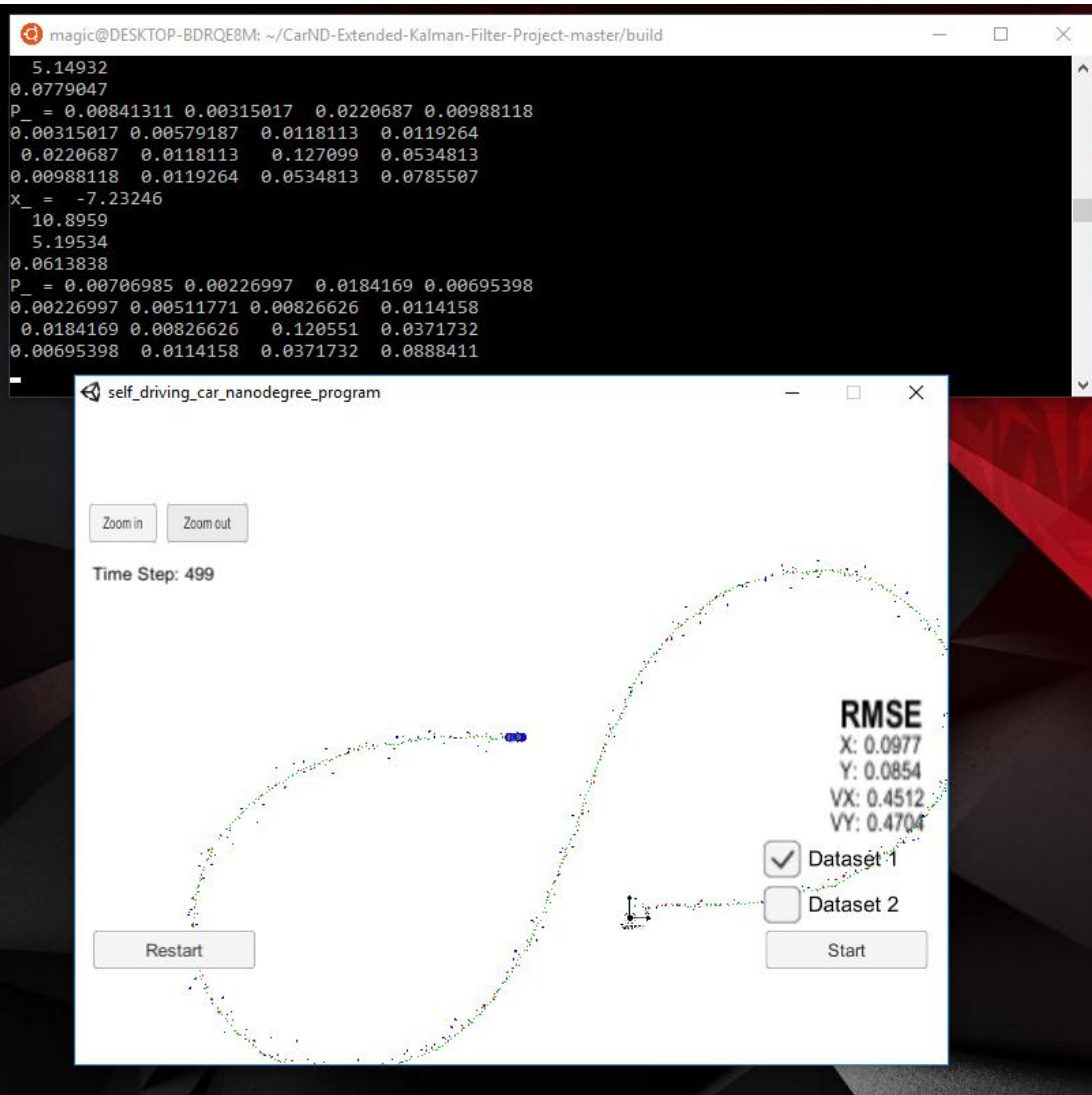 magic@DESKTOP-BDRQE8M: ~/CarND-Extended-Kalman-Filter-Project-master/build
5.14932
0.0779047
P_ = 0.00841311 0.00315017 0.0220687 0.00988118
0.00315017 0.00579187 0.0118113 0.0119264
0.0220687 0.0118113 0.127099 0.0534813
0.00988118 0.0119264 0.0534813 0.0785507
x_ = -7.23246
10.8959
5.19534
0.0613838
P_ = 0.00706985 0.00226997 0.0184169 0.00695398
0.00226997 0.00511771 0.00826626 0.0114158
0.0184169 0.00826626 0.120551 0.0371732
0.00695398 0.0114158 0.0371732 0.0888411
self_driving_car_nanodegree_program
Zoom in Zoom out
Time Step: 499
RMSE
X: 0.0977
Y: 0.0854
VX: 0.4512
VY: 0.4704
Dataset 1
Dataset 2
Restart
Start